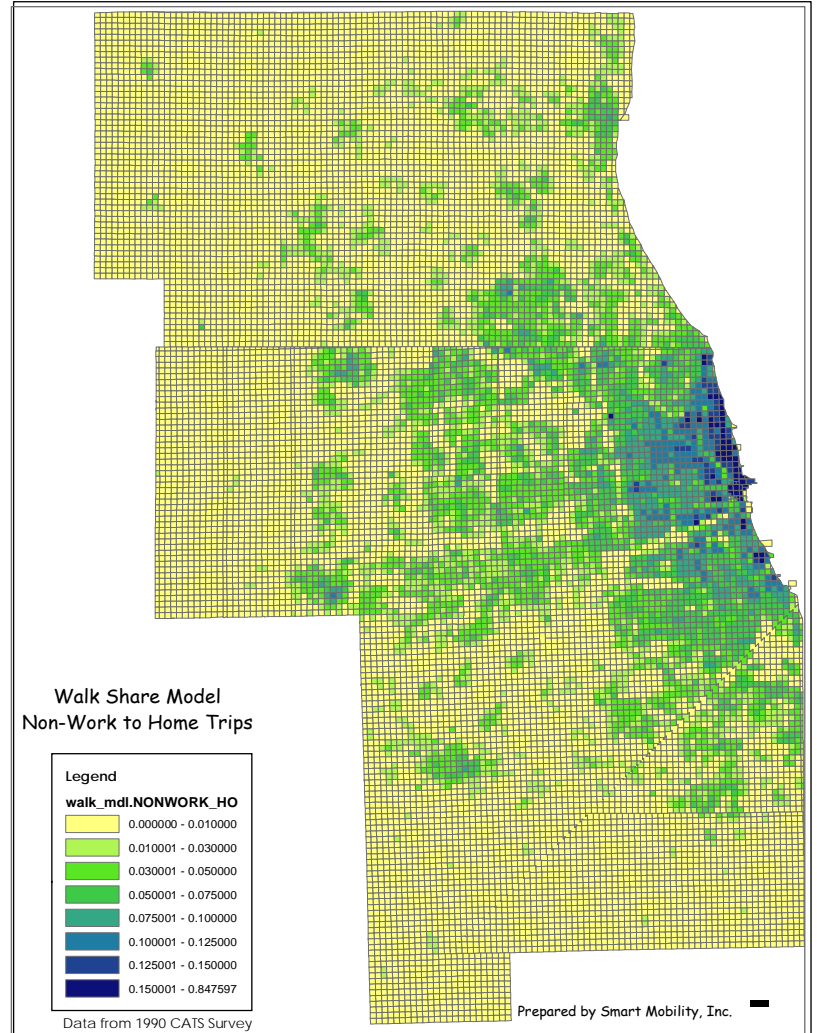 Walk Share Model
Non-Work to Home Trips
Legend
walk_mdl.NONWORK_HO
0.000000 - 0.010000
0.010001 - 0.030000
0.030001 - 0.050000
0.050001 - 0.075000
0.075001 - 0.100000
0.100001 - 0.125000
0.125001 - 0.150000
0.150001 - 0.847597
Data from 1990 CATS Survey
Prepared by Smart Mobility, Inc.